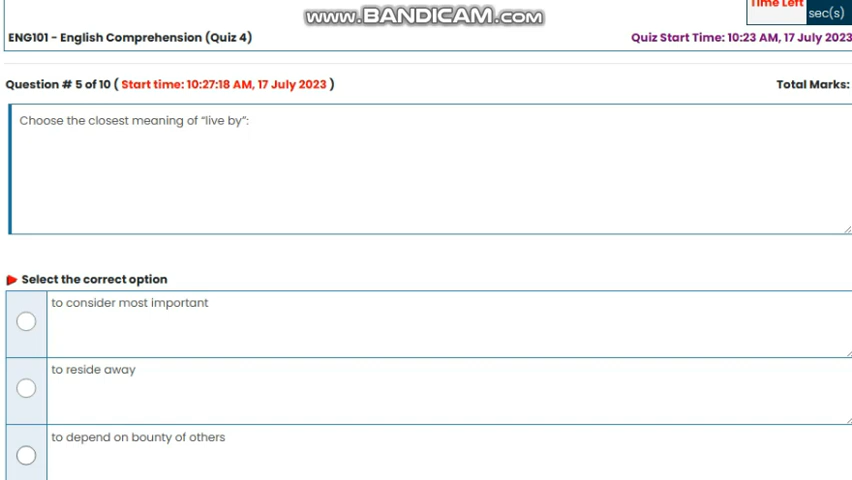 www.BANDICAM.com
Time Left
sec(s)
ENG101 - English Comprehension (Quiz 4)
Quiz Start Time: 10:23 AM, 17 July 2023
Question # 5 of 10 ( Start time: 10:27:18 AM, 17 July 2023 )
Total Marks:
Choose the closest meaning of “live by”:
Select the correct option
to consider most important
to reside away
to depend on bounty of others